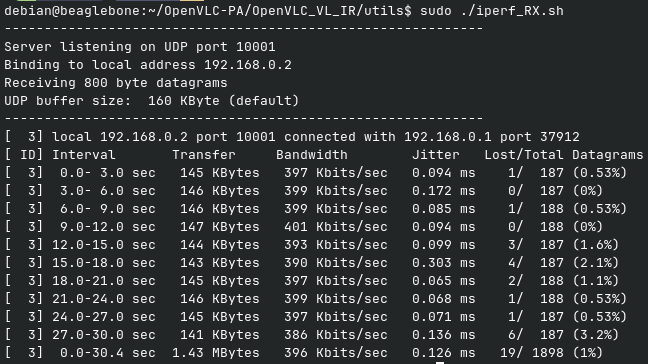 debian@beaglebone:~/OpenVLC-PA/OpenVLC_VL_IR/utils$ sudo ./iperf_RX.sh
------------------------------------------------------------
Server listening on UDP port 10001
Binding to local address 192.168.0.2
Receiving 800 byte datagrams
UDP buffer size:  160 KByte (default)
------------------------------------------------------------
[  3] local 192.168.0.2 port 10001 connected with 192.168.0.1 port 37912
[ ID] Interval       Transfer     Bandwidth        Jitter   Lost/Total Datagrams
[  3]  0.0- 3.0 sec   145 KBytes   397 Kbits/sec   0.094 ms    1/  187 (0.53%)
[  3]  3.0- 6.0 sec   146 KBytes   399 Kbits/sec   0.172 ms    0/  187 (0%)
[  3]  6.0- 9.0 sec   146 KBytes   399 Kbits/sec   0.085 ms    1/  188 (0.53%)
[  3]  9.0-12.0 sec   147 KBytes   401 Kbits/sec   0.094 ms    0/  188 (0%)
[  3] 12.0-15.0 sec   144 KBytes   393 Kbits/sec   0.099 ms    3/  187 (1.6%)
[  3] 15.0-18.0 sec   143 KBytes   390 Kbits/sec   0.303 ms    4/  187 (2.1%)
[  3] 18.0-21.0 sec   145 KBytes   397 Kbits/sec   0.065 ms    2/  188 (1.1%)
[  3] 21.0-24.0 sec   146 KBytes   399 Kbits/sec   0.068 ms    1/  188 (0.53%)
[  3] 24.0-27.0 sec   145 KBytes   397 Kbits/sec   0.071 ms    1/  187 (0.53%)
[  3] 27.0-30.0 sec   141 KBytes   386 Kbits/sec   0.136 ms    6/  187 (3.2%)
[  3]  0.0-30.4 sec  1.43 MBytes   396 Kbits/sec   0.126 ms   19/ 1898 (1%)